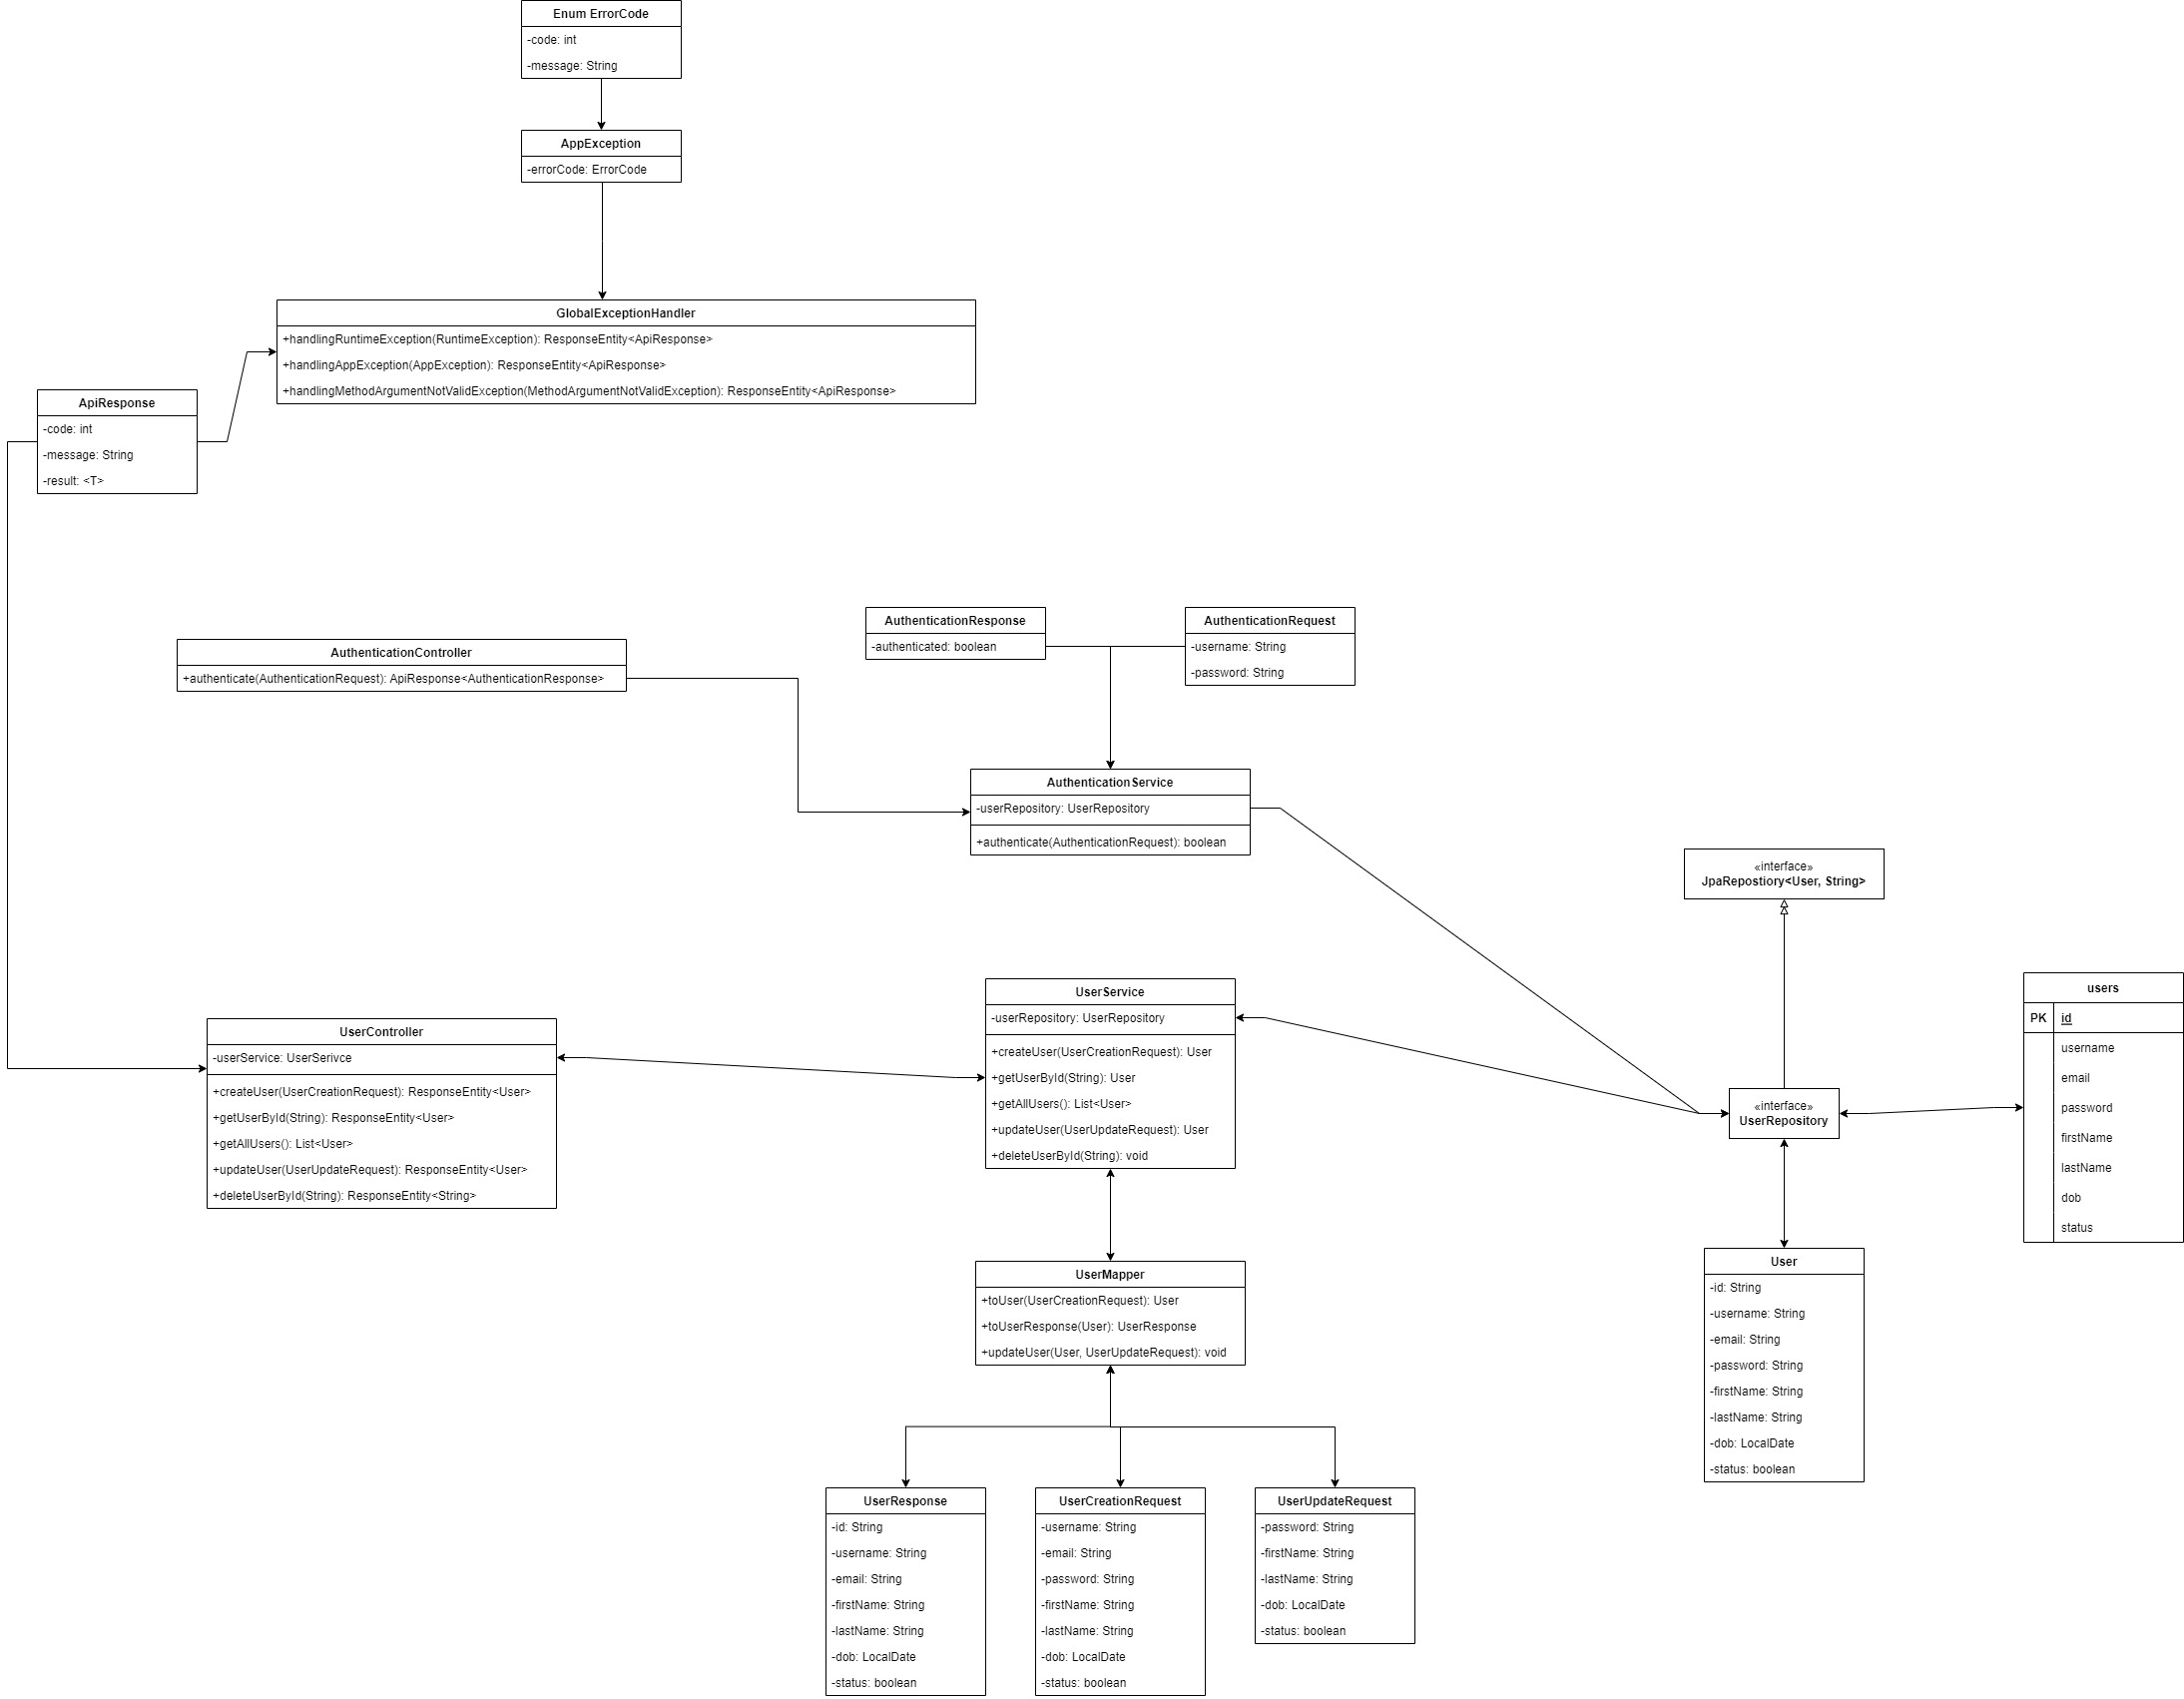 Enum ErrorCode
-code: int
-message: String
AppException
-errorCode: ErrorCode
GlobalExceptionHandler
+handlingRuntimeException(RuntimeException): ResponseEntity<ApiResponse>
+handlingAppException(AppException): ResponseEntity<ApiResponse>
+handlingMethodArgumentNotValidException(MethodArgumentNotValidException): ResponseEntity<ApiResponse>
ApiResponse
-code: int
-message: String
-result: <T>
AuthenticationResponse
-authenticated: boolean
AuthenticationRequest
-username: String
-password: String
AuthenticationController
+authenticate(AuthenticationRequest): ApiResponse<AuthenticationResponse>
AuthenticationService
-userRepository: UserRepository
+authenticate(AuthenticationRequest): boolean
«interface»
JpaRepostiory<User, String>
UserService
-userRepository: UserRepository
+createUser(UserCreationRequest): User
+getUserById(String): User
+getAllUsers(): List<User>
+updateUser(UserUpdateRequest): User
+deleteUserById(String): void
UserController
-userService: UserSerivce
+createUser(UserCreationRequest): ResponseEntity<User>
+getUserById(String): ResponseEntity<User>
+getAllUsers(): List<User>
+updateUser(UserUpdateRequest): ResponseEntity<User>
+deleteUserById(String): ResponseEntity<String>
«interface»
UserRepository
users
PK id
username
email
password
firstName
lastName
dob
status
User
-id: String
-username: String
-email: String
-password: String
-firstName: String
-lastName: String
-dob: LocalDate
-status: boolean
UserMapper
+toUser(UserCreationRequest): User
+toUserResponse(User): UserResponse
+updateUser(User, UserUpdateRequest): void
UserResponse
-id: String
-username: String
-email: String
-firstName: String
-lastName: String
-dob: LocalDate
-status: boolean
UserCreationRequest
-username: String
-email: String
-password: String
-firstName: String
-lastName: String
-dob: LocalDate
-status: boolean
UserUpdateRequest
-password: String
-firstName: String
-lastName: String
-dob: LocalDate
-status: boolean